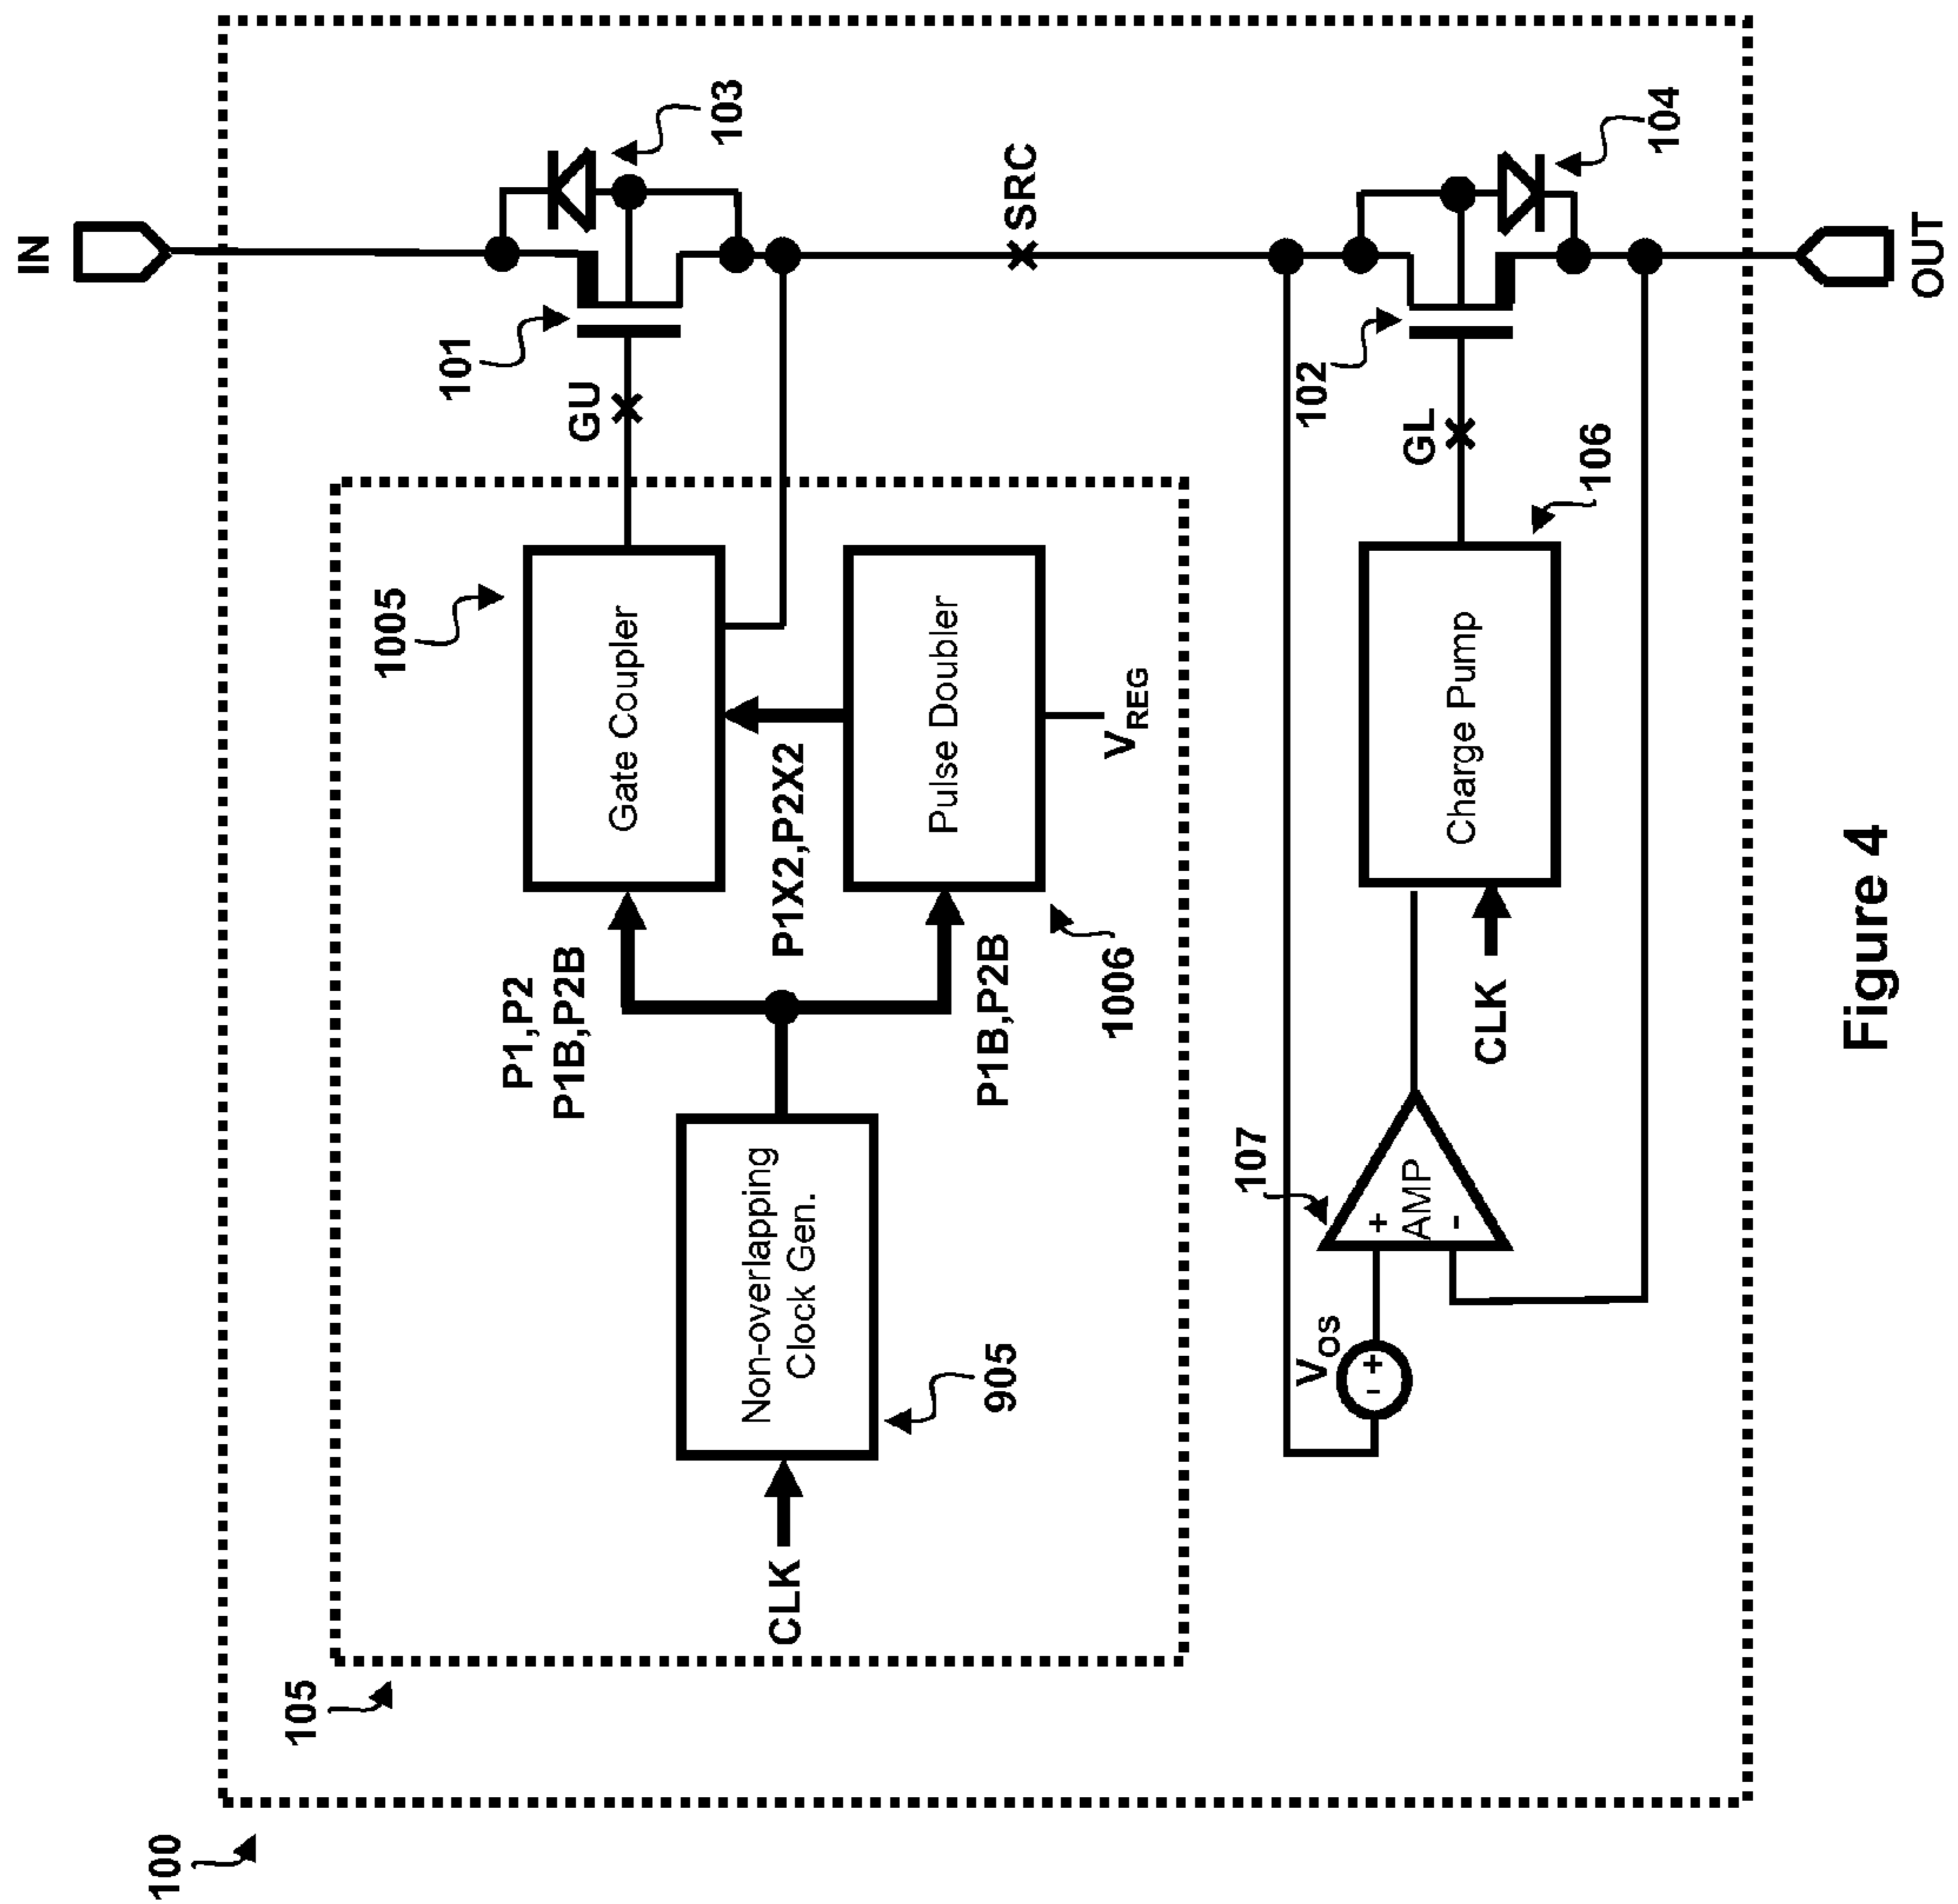 IN
103
101
GU
1005
Gate Coupler
P1,P2
P1B,P2B
P1X2,P2X2
Pulse Doubler
VREG
1006
P1B,P2B
Non-overlapping
Clock Gen.
905
CLK
105
100
SRC
104
102
GL
106
Charge Pump
CLK
107
+
AMP
-
VOS
- +
OUT
Figure 4